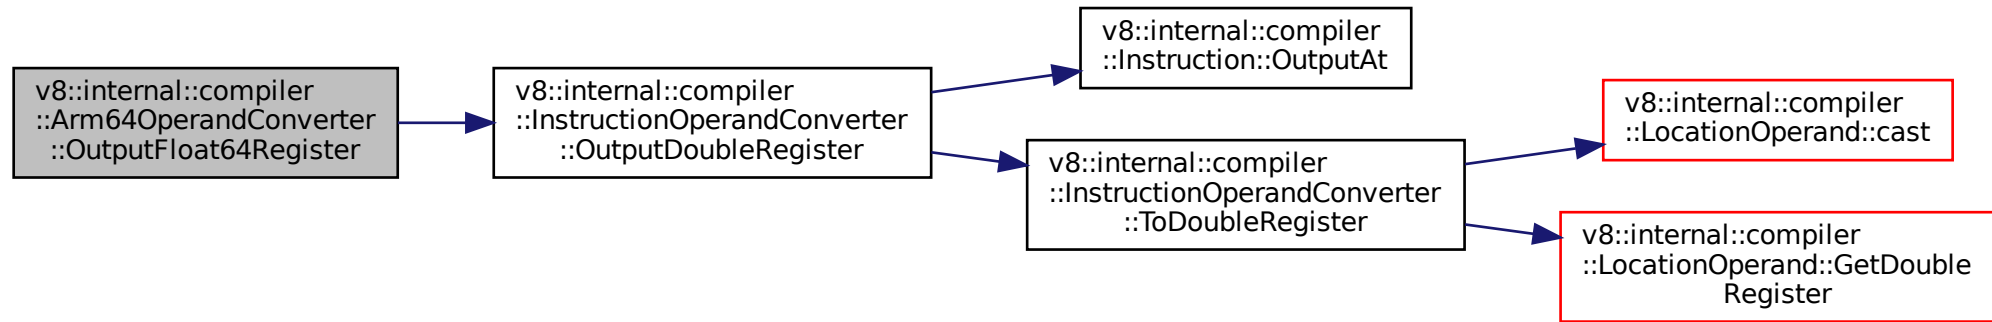 v8::internal::compiler
::Arm64OperandConverter
::OutputFloat64Register
v8::internal::compiler
::InstructionOperandConverter
::OutputDoubleRegister
v8::internal::compiler
::Instruction::OutputAt
v8::internal::compiler
::InstructionOperandConverter
::ToDoubleRegister
v8::internal::compiler
::LocationOperand::cast
v8::internal::compiler
::LocationOperand::GetDouble
Register